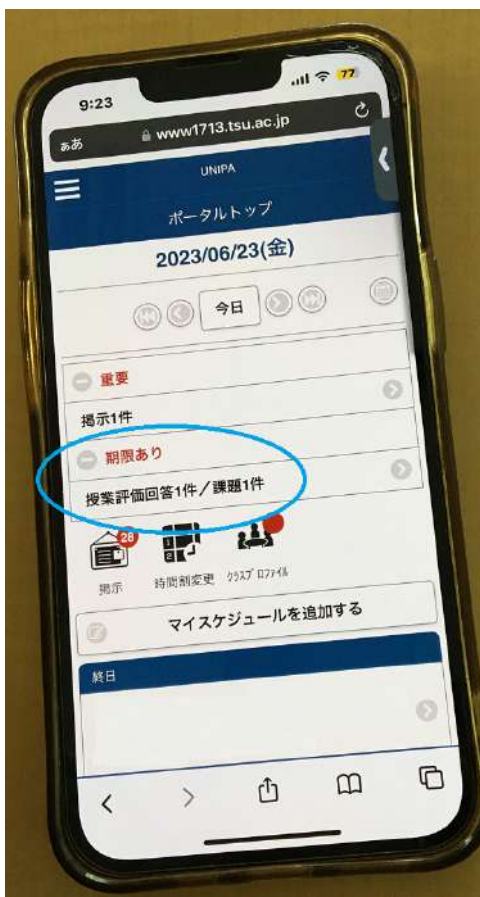 9:23
77
ああ
www1713.tsu.ac.jp
UNIPA
ポータルトップ
2023/06/23(金)
今日
重要
掲示1件
期限あり
授業評価回答1件/課題1件
28
掲示
時間割変更
クラスプロファイル
マイスケジュールを追加する
終日